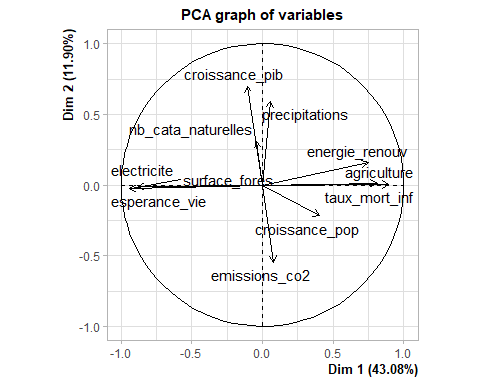 PCA graph of variables
Dim 2 (11.90%)
1.0
0.5
0.0
-0.5
-1.0
croissance_pib
precipitations
nb_cata_naturelles
energie_renouv
electricite
agriculture
surface_fores
esperance_vie
taux_mort_inf
croissance_pop
emissions_co2
-1.0 -0.5 0.0 0.5 1.0
Dim 1 (43.08%)